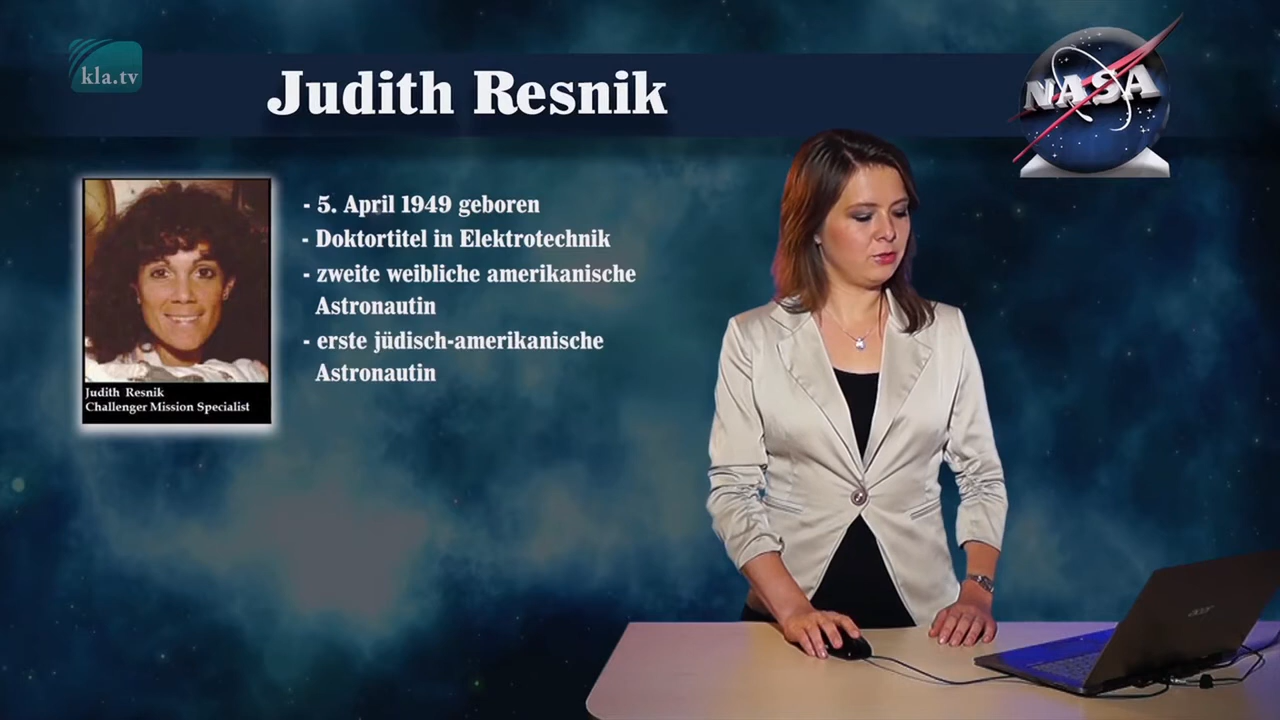 kla.tv
Judith Resnik
NASA
- 5. April 1949 geboren
- Doktortitel in Elektrotechnik
- zweite weibliche amerikanische
Astronautin
- erste jüdisch-amerikanische
Astronautin
Judith Resnik
Challenger Mission Specialist
acer